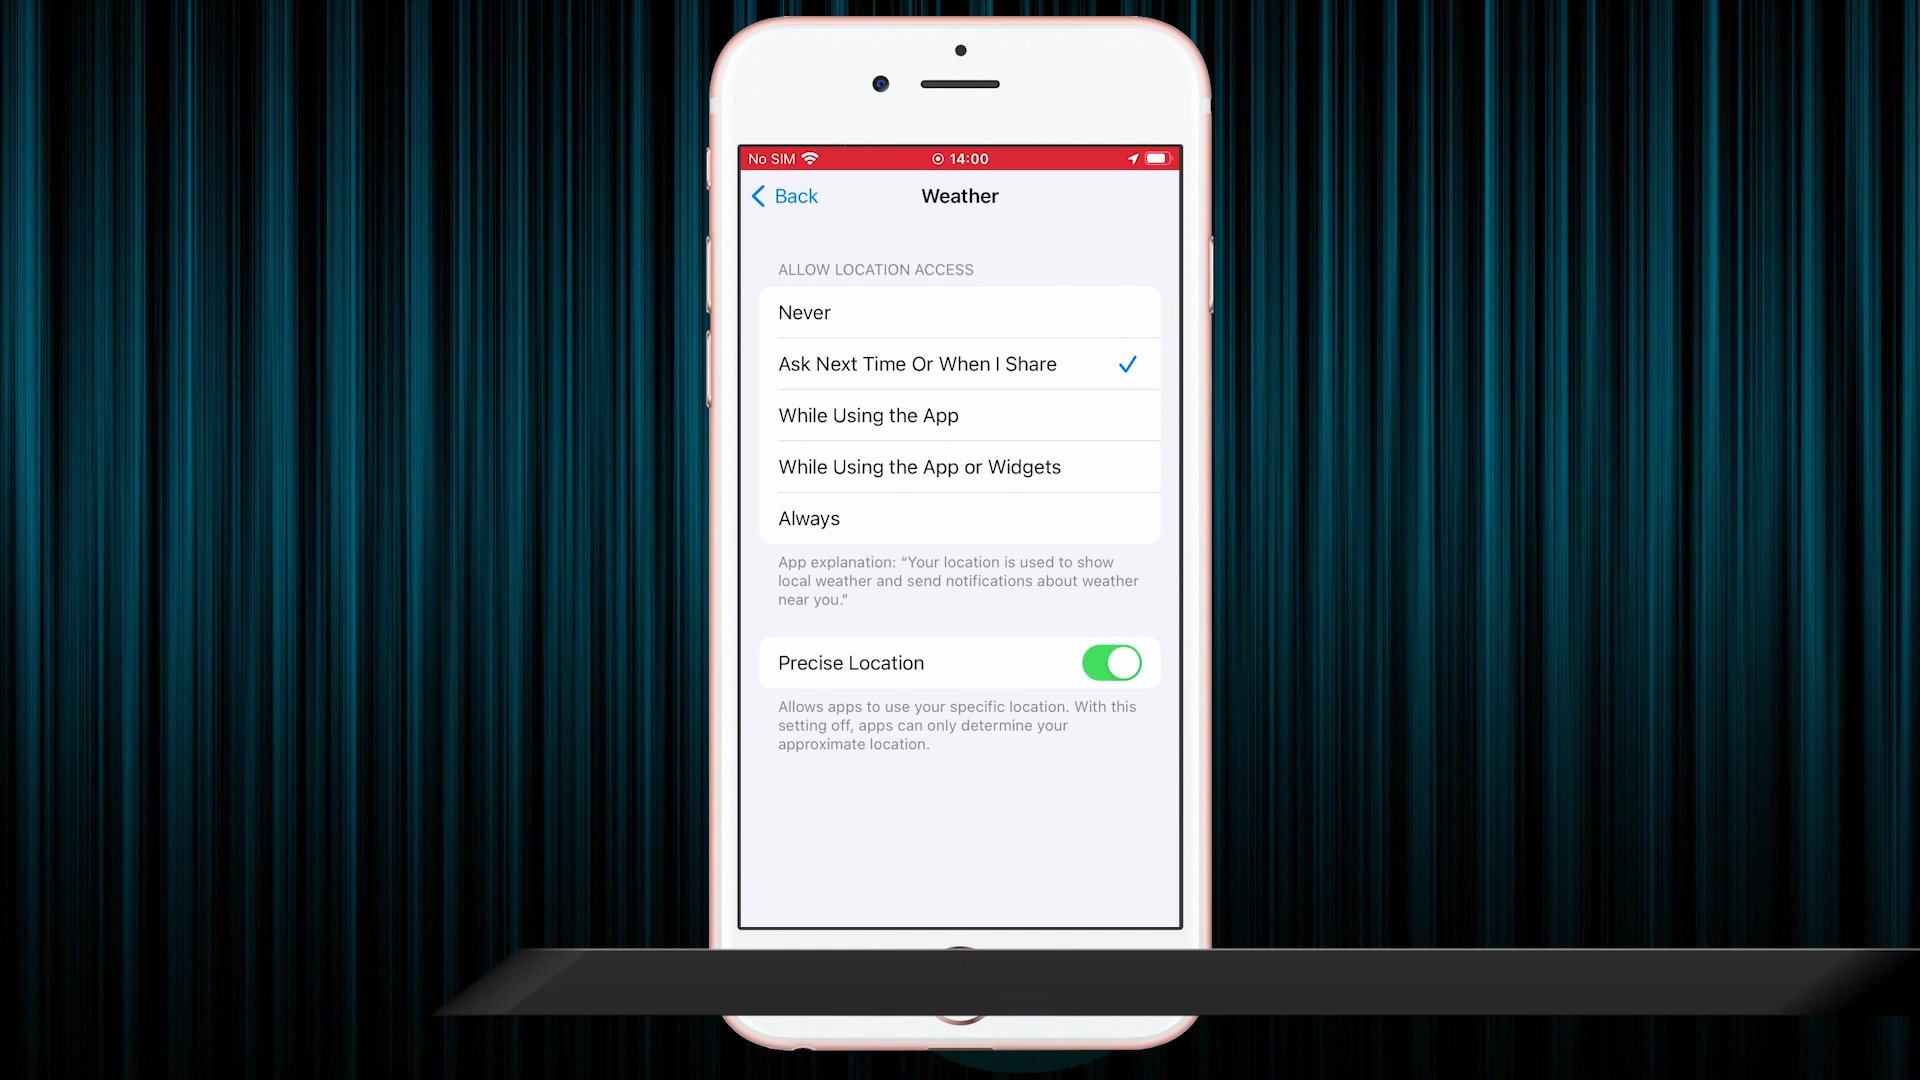 No SIM 14:00
Back Weather
ALLOW LOCATION ACCESS
Never
Ask Next Time Or When I Share
While Using the App
While Using the App or Widgets
Always
App explanation: “Your location is used to show
local weather and send notifications about weather
near you.”
Precise Location
Allows apps to use your specific location. With this
setting off, apps can only determine your
approximate location.